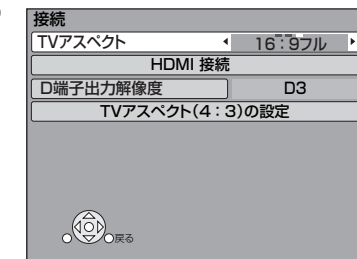 接続
TVアスペクト 16:9フル
HDMI 接続
D端子出力解像度 D3
TVアスペクト(4:3)の設定
戻る